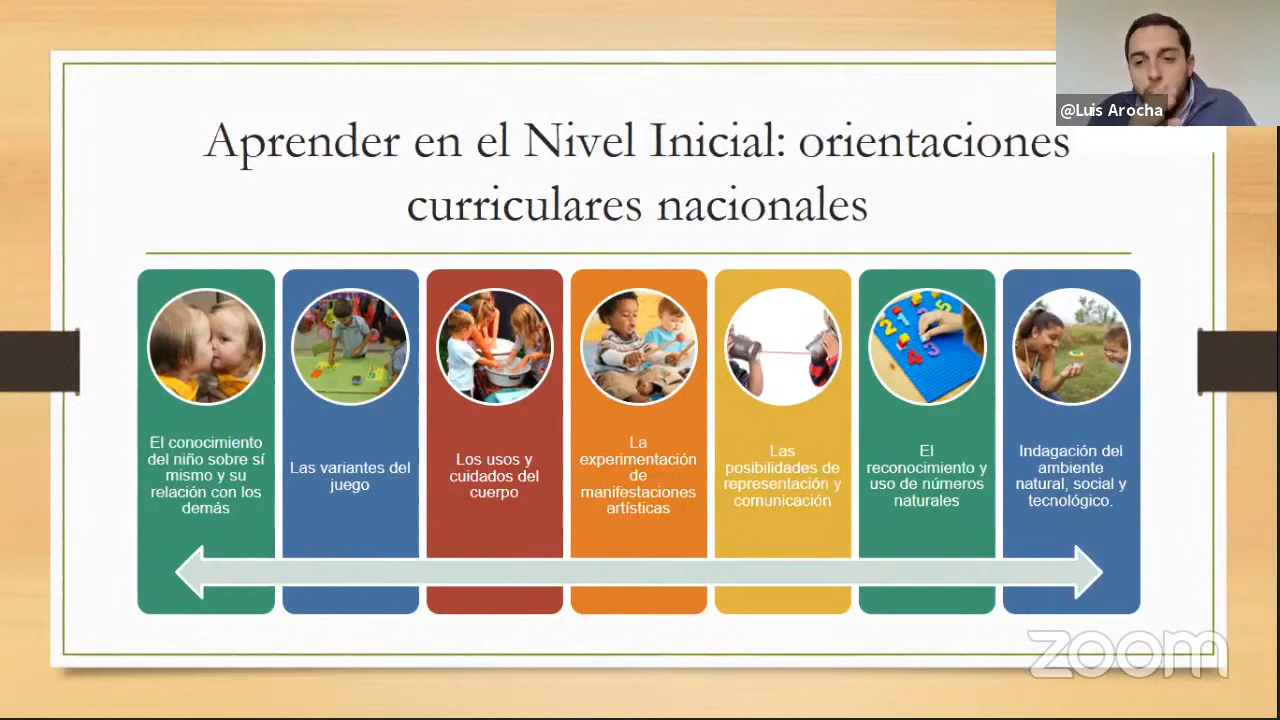 @Luis Arocha
Aprender en el Nivel Inicial: orientaciones
curriculares nacionales
El conocimiento
del niño sobre sí
mismo y su
relación con los
demás
Las variantes del
juego
Los usos y
cuidados del
cuerpo
La
experimentación
de
manifestaciones
artísticas
Las
posibilidades de
representación y
comunicación
El
reconocimiento y
uso de números
naturales
Indagación del
ambiente
natural, social y
tecnológico.
zoom